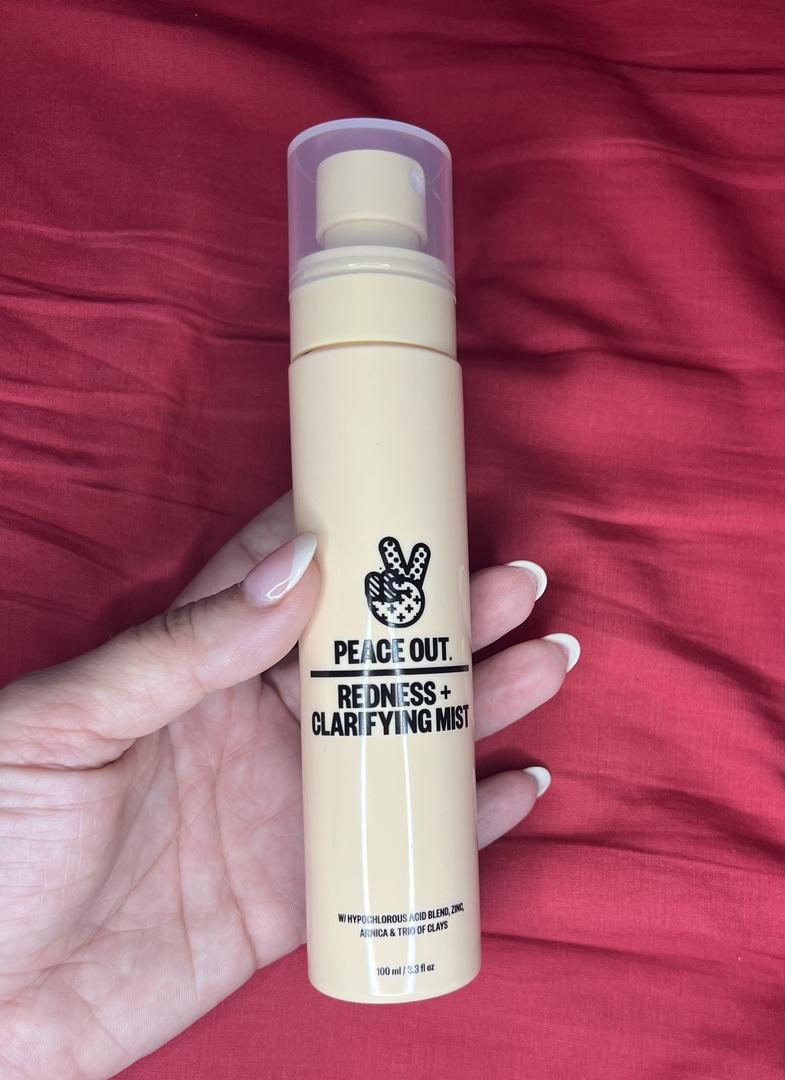 PEACE OUT.
REDNESS +
CLARIFYING MIST
W/ HYPOCHLOROUS ACID BLEND, ZINC,
ARNICA & TRIO OF CLAYS
100 ml / 3.3 fl oz